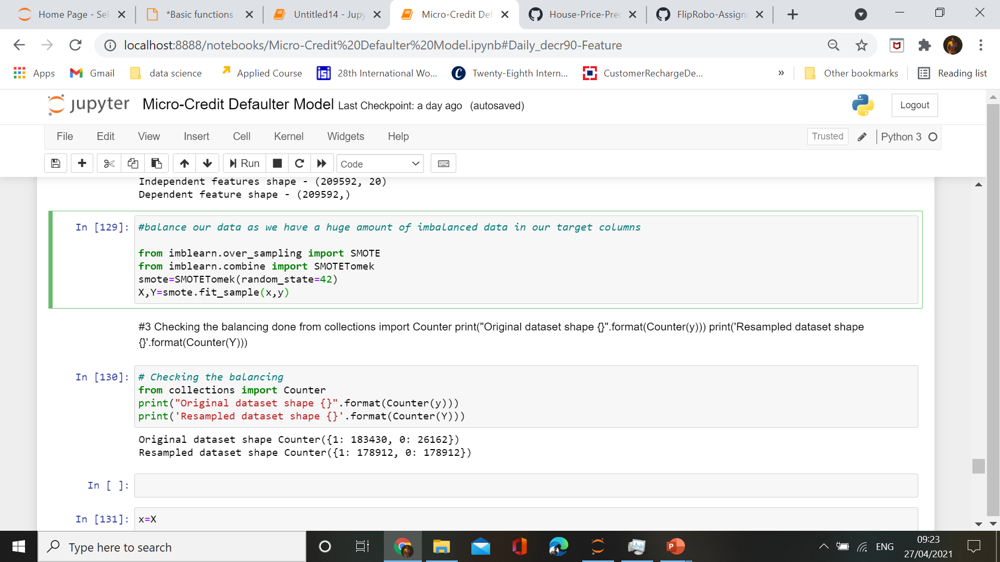 Home Page - Sel
*Basic functions -
Untitled14 - Jupy
Micro-Credit Def
House-Price-Prec
FlipRobo-Assignm
localhost:8888/notebooks/Micro-Credit%20Defaulter%20Model.ipynb#Daily_decr90-Feature
Apps
Gmail
data science
Applied Course
28th International Wo...
Twenty-Eighth Intern...
CustomerRechargeDe...
»
Other bookmarks
Reading list
jupyter Micro-Credit Defaulter Model Last Checkpoint: a day ago (autosaved)
Logout
File Edit View Insert Cell Kernel Widgets Help
Trusted
Python 3
Run
Code
Independent features shape - (209592, 20)
Dependent feature shape - (209592,)
In [129]: #balance our data as we have a huge amount of imbalanced data in our target columns
from imblearn.over_sampling import SMOTE
from imblearn.combine import SMOTETomek
smote=SMOTETomek(random_state=42)
X,Y=smote.fit_sample(x,y)
#3 Checking the balancing done from collections import Counter print("Original dataset shape {}".format(Counter(y))) print('Resampled dataset shape
{}'.format(Counter(Y)))
In [130]: # Checking the balancing
from collections import Counter
print("Original dataset shape {}".format(Counter(y)))
print('Resampled dataset shape {}'.format(Counter(Y)))
Original dataset shape Counter({1: 183430, 0: 26162})
Resampled dataset shape Counter({1: 178912, 0: 178912})
In [ ]:
In [131]: x=X
Type here to search
ENG
09:23
27/04/2021